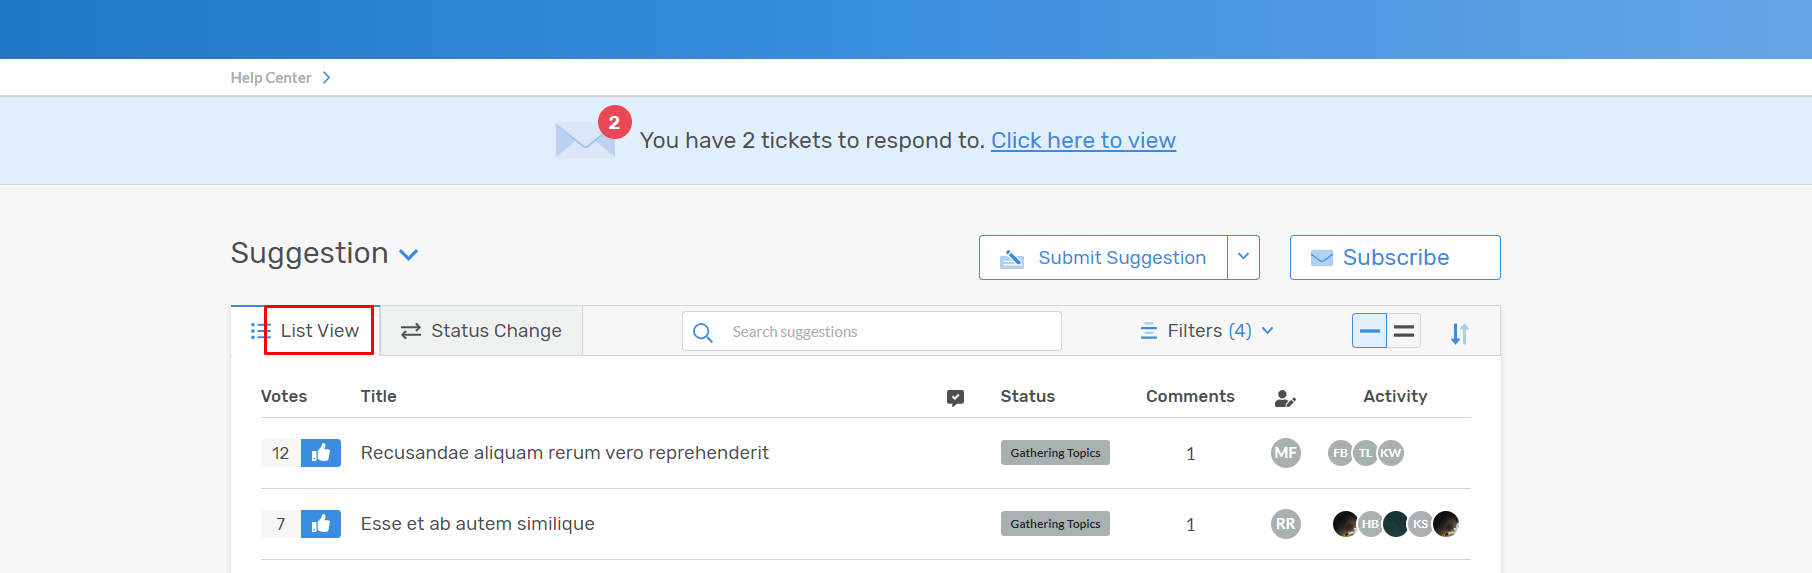 Help Center
2
You have 2 tickets to respond to. Click here to view
Suggestion
Submit Suggestion
Subscribe
List View
Status Change
Search suggestions
Filters (4)
Votes Title Status Comments Activity
12 Recusandae aliquam rerum vero reprehenderit Gathering Topics 1 MF FB TL KW
7 Esse et ab autem similique Gathering Topics 1 RR HB KS